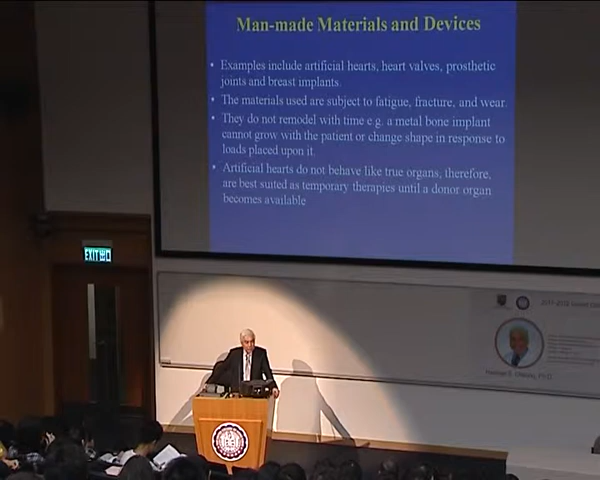 Man-made Materials and Devices
• Examples include artificial hearts, heart valves, prosthetic
joints and breast implants.
• The materials used are subject to fatigue, fracture, and wear.
• They do not remodel with time e.g. a metal bone implant
cannot grow with the patient or change shape in response to
loads placed upon it.
• Artificial hearts do not behave like true organs, therefore,
are best suited as temporary therapies until a donor organ
becomes available
EXIT